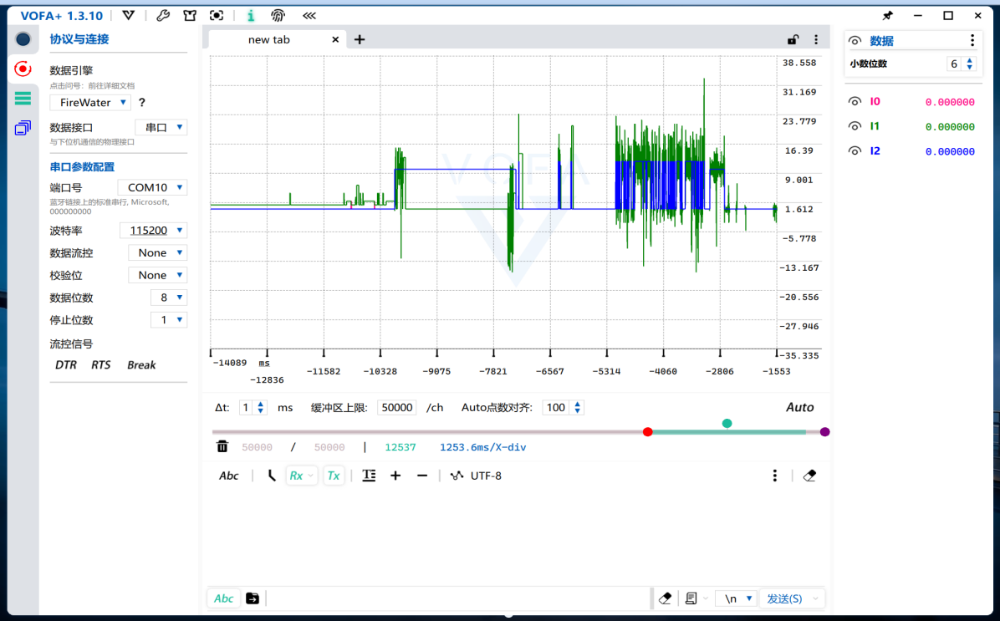 VOFA+ 1.3.10
协议与连接
数据引擎
点击问号：前往详细文档
FireWater ?
数据接口 串口
与下位机通信的物理接口
串口参数配置
端口号 COM10
蓝牙链接上的标准串行, Microsoft,
000000000
波特率 115200
数据流控 None
校验位 None
数据位数 8
停止位数 1
流控信号
DTR RTS Break
new tab
VOFA
38.558
31.169
23.779
16.39
9.001
1.612
-5.778
-13.167
-20.556
-27.946
-35.335
-14089 ms
-12836
-11582 -10328 -9075 -7821 -6567 -5314 -4060 -2806 -1553
Δt: 1 ms 缓冲区上限: 50000 /ch Auto点数对齐: 100 Auto
50000 / 50000 | 12537 1253.6ms/X-div
Abc Rx Tx UTF-8
Abc \n 发送(S)
数据
小数位数 6
I0 0.000000
I1 0.000000
I2 0.000000